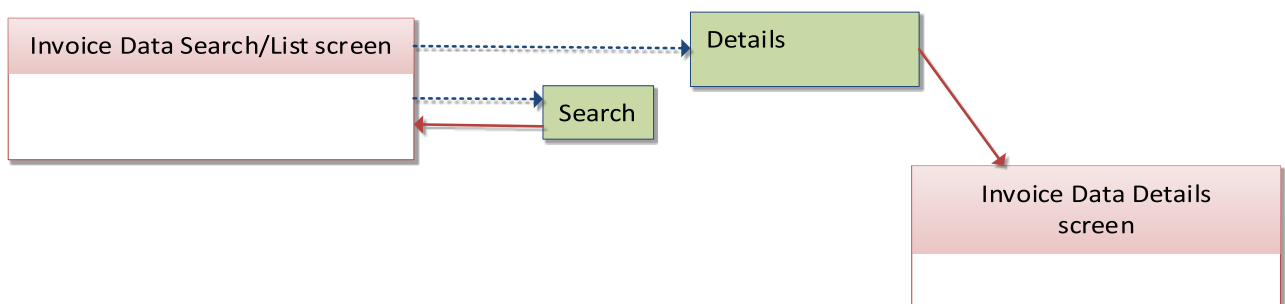 Invoice Data Search/List screen
Details
Search
Invoice Data Details
screen